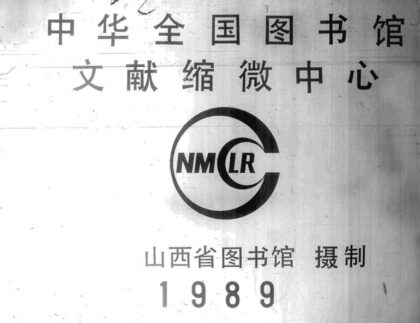 中华全国图书馆
文献缩微中心
NMCLR
山西省图书馆 摄制
1989